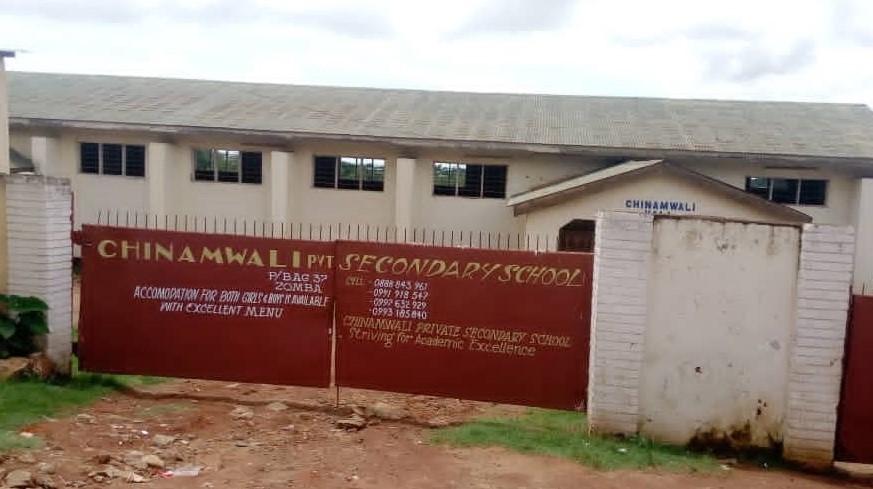 CHINAMWALI
CHINAMWALI PVT SECONDARY SCHOOL
P/BAG 37
ZOMBA
ACCOMODATION FOR BOTH GIRLS & BOYS IS AVAILABLE
WITH EXCELLENT MENU
CELL - 0888 843 961
- 0991 918 547
- 0997 632 929
- 0993 185 840
CHINAMWALI PRIVATE SECONDARY SCHOOL
Striving for Academic Excellence